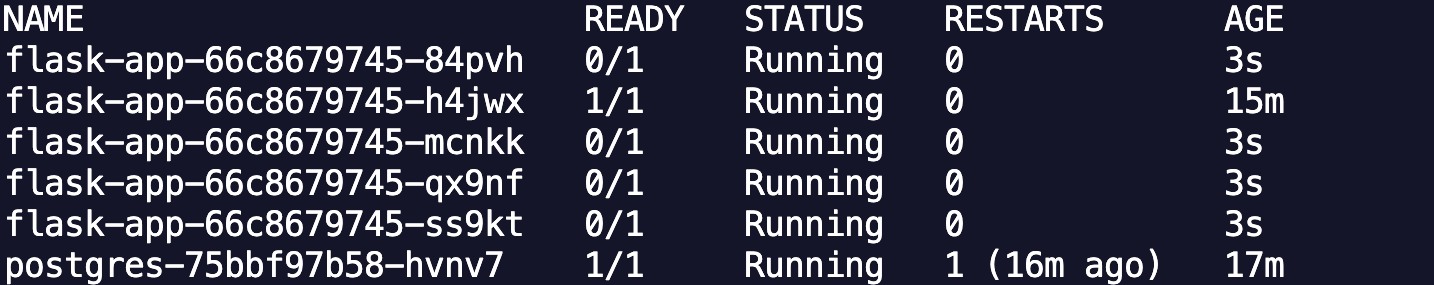 NAME READY STATUS RESTARTS AGE
flask-app-66c8679745-84pvh 0/1 Running 0 3s
flask-app-66c8679745-h4jwx 1/1 Running 0 15m
flask-app-66c8679745-mcnkk 0/1 Running 0 3s
flask-app-66c8679745-qx9nf 0/1 Running 0 3s
flask-app-66c8679745-ss9kt 0/1 Running 0 3s
postgres-75bbf97b58-hvnv7 1/1 Running 1 (16m ago) 17m